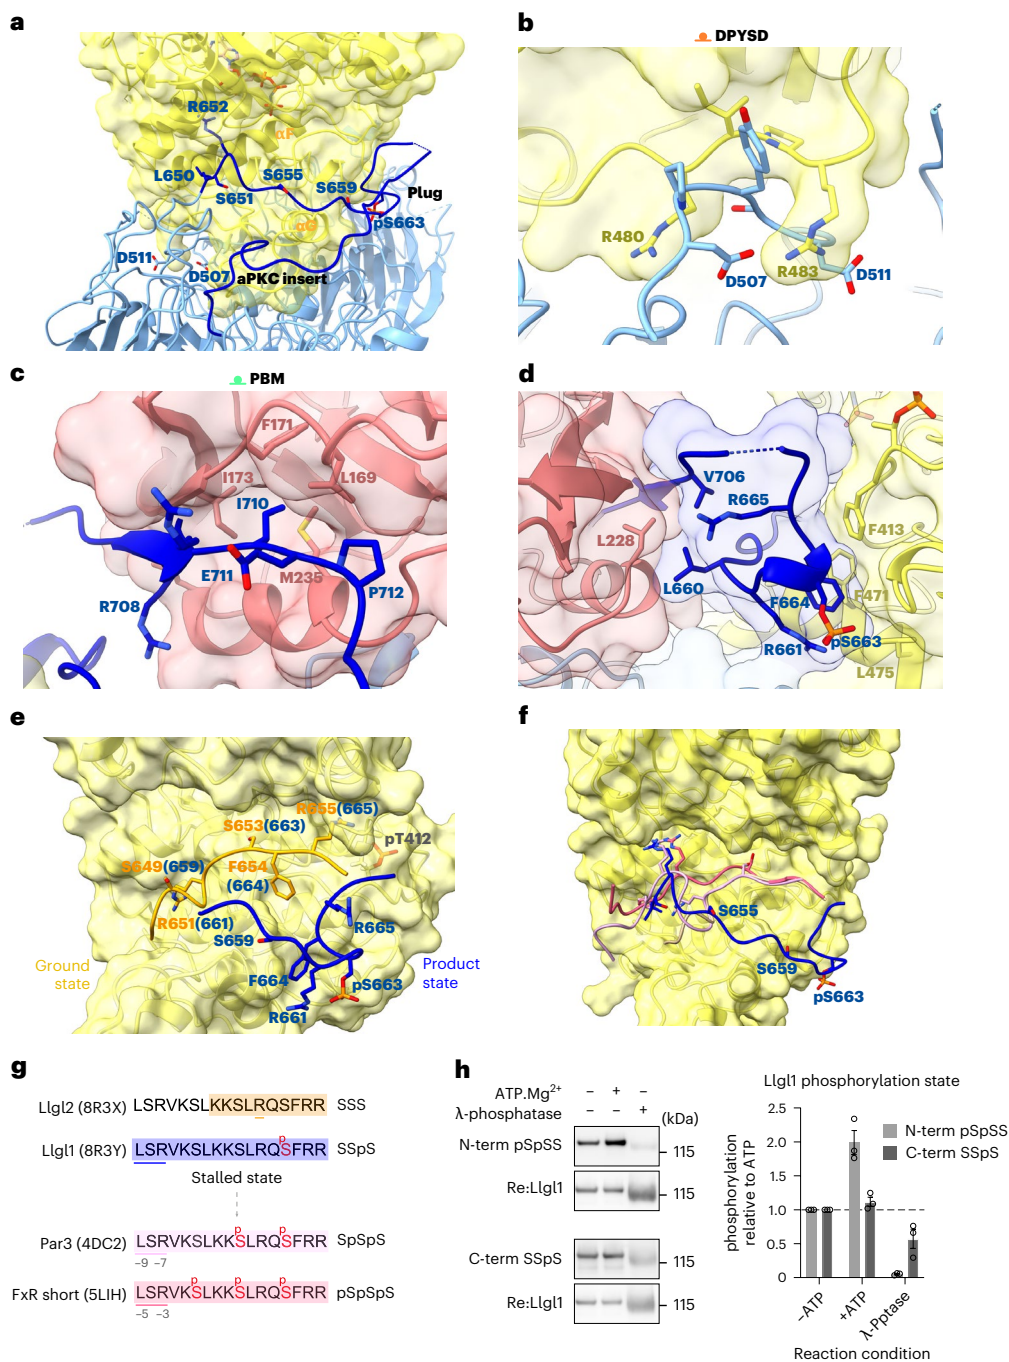 a
R652
αF
L650
S655
S651
S659
Plug
pS663
αG
D511
D507
aPKC insert
b
DPYSD
R480
D507
R483
D511
c
PBM
F171
I173
L169
I710
E711
M235
R708
P712
d
V706
R665
F413
L228
L660
F664
F471
pS663
R661
L475
e
R655(665)
S653(663)
pT412
S649(659)
F654
(664)
R651(661)
S659
R665
Ground
state
F664
pS663
Product
state
R661
f
S655
S659
pS663
g
Llgl2 (8R3X) LSRVKSLKKSLRQSFRR SSS
p
Llgl1 (8R3Y) LSRVKSLKKSLRQSFRR SSpS
Stalled state
p p
Par3 (4DC2) LSRVKSLKKSLRQSFRR SpSpS
–9 –7
p p p
FxR short (5LIH) LSRVKSLKKSLRQSFRR pSpSpS
–5 –3
h
ATP.Mg2+ – + –
λ-phosphatase – – + (kDa)
N-term pSpSS 115
Re:Llgl1 115
C-term SSpS 115
Re:Llgl1 115
Llgl1 phosphorylation state
phosphorylation
relative to ATP
2.5
2.0
1.5
1.0
0.5
0
N-term pSpSS
C-term SSpS
–ATP
+ATP
λ-Pptase
Reaction condition